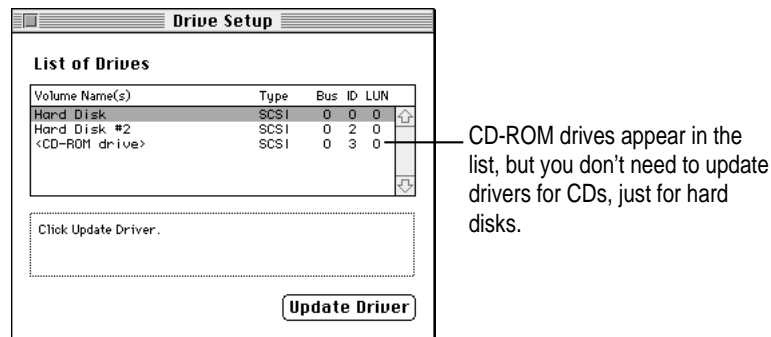 Drive Setup
List of Drives
Volume Name(s) Type Bus ID LUN
Hard Disk SCSI 0 0 0
Hard Disk #2 SCSI 0 2 0
<CD-ROM drive> SCSI 0 3 0
CD-ROM drives appear in the
list, but you don’t need to update
drivers for CDs, just for hard
disks.
Click Update Driver.
Update Driver